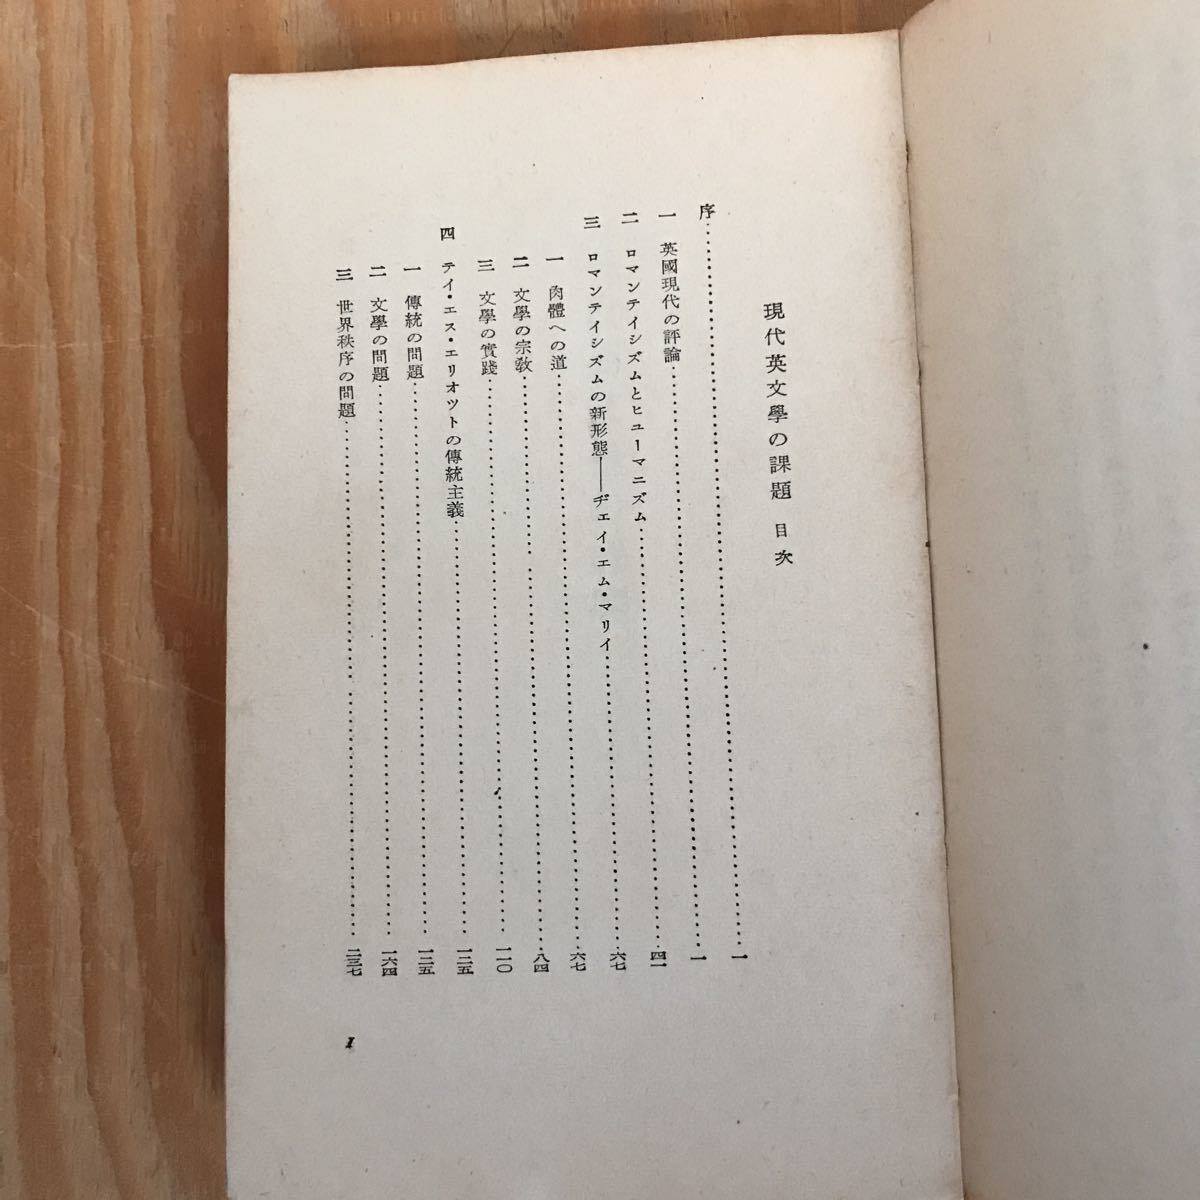 現代英文學の課題 目次
序……一
一 英國現代の評論……一
二 ロマンテイシズムとヒユーマニズム……四一
三 ロマンテイシズムの新形態――ヂエイ・エム・マリイ……六七
一 肉體への道……六七
二 文學の宗敎……八四
三 文學の實踐……一一〇
四 テイ・エス・エリオツトの傳統主義……一二五
一 傳統の問題……一二五
二 文學の問題……一六四
三 世界秩序の問題……二三七
1